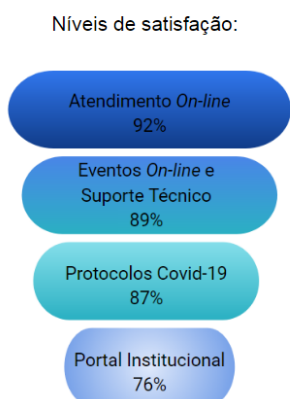 Níveis de satisfação:
Atendimento On-line
92%
Eventos On-line e
Suporte Técnico
89%
Protocolos Covid-19
87%
Portal Institucional
76%